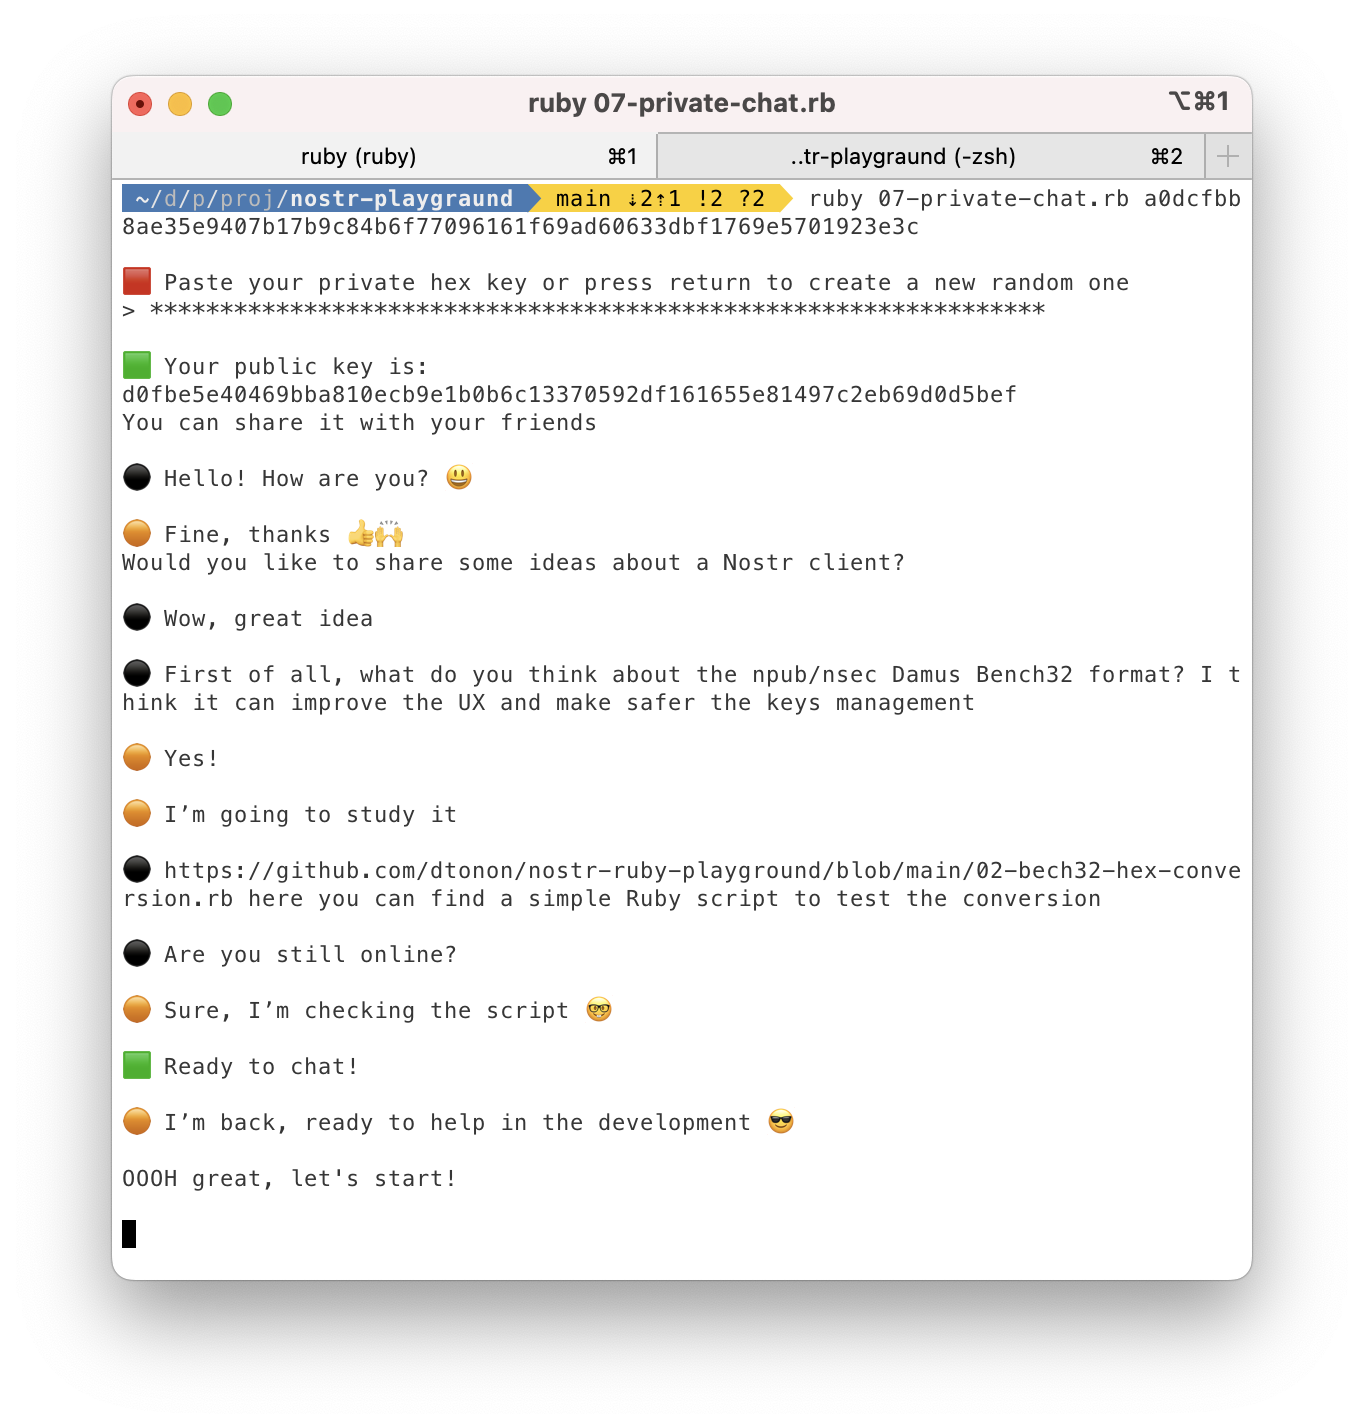 ruby 07-private-chat.rb
⌥⌘1
ruby (ruby) ⌘1
..tr-playgraund (-zsh) ⌘2
~/d/p/proj/nostr-playgraund main ⇣2⇡1 !2 ?2 ruby 07-private-chat.rb a0dcfbb
8ae35e9407b17b9c84b6f77096161f69ad60633dbf1769e5701923e3c
🟥 Paste your private hex key or press return to create a new random one
> ****************************************************************
🟩 Your public key is:
d0fbe5e40469bba810ecb9e1b0b6c13370592df161655e81497c2eb69d0d5bef
You can share it with your friends
⚫ Hello! How are you? 😃
🟠 Fine, thanks 👍🙌
Would you like to share some ideas about a Nostr client?
⚫ Wow, great idea
⚫ First of all, what do you think about the npub/nsec Damus Bench32 format? I t
hink it can improve the UX and make safer the keys management
🟠 Yes!
🟠 I’m going to study it
⚫ https://github.com/dtonon/nostr-ruby-playground/blob/main/02-bech32-hex-conve
rsion.rb here you can find a simple Ruby script to test the conversion
⚫ Are you still online?
🟠 Sure, I’m checking the script 🤓
🟩 Ready to chat!
🟠 I’m back, ready to help in the development 😎
OOOH great, let's start!